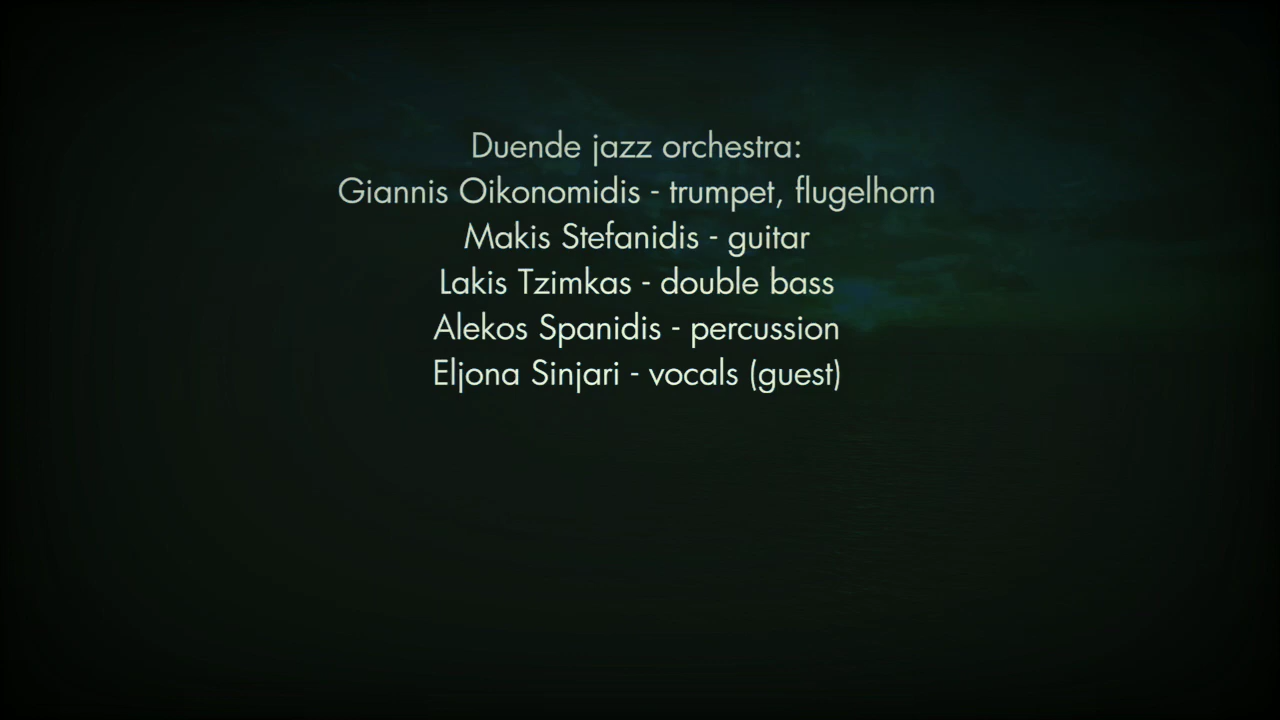 Duende jazz orchestra:
Giannis Oikonomidis - trumpet, flugelhorn
Makis Stefanidis - guitar
Lakis Tzimkas - double bass
Alekos Spanidis - percussion
Eljona Sinjari - vocals (guest)